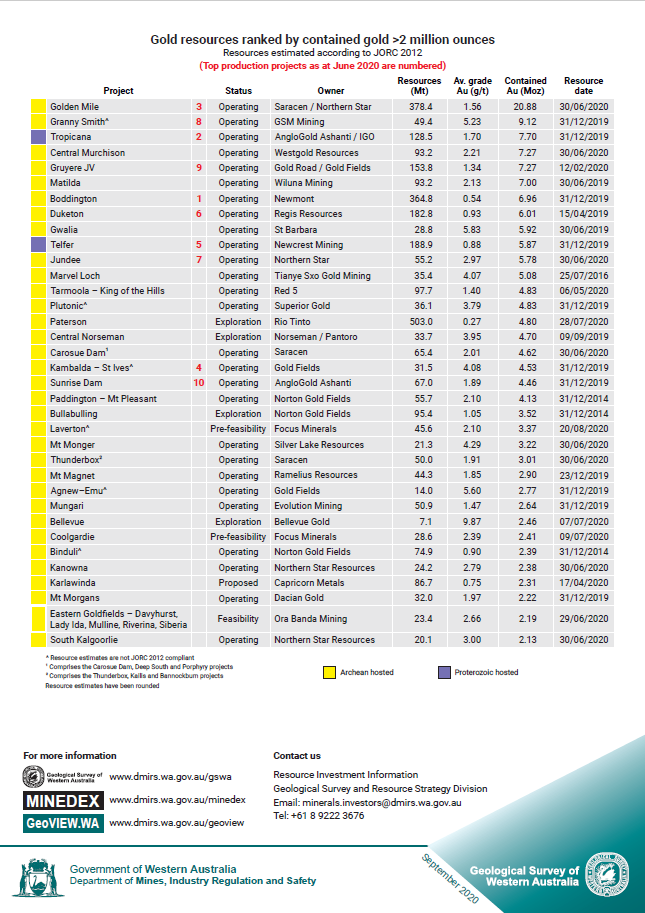 Gold resources ranked by contained gold >2 million ounces
Resources estimated according to JORC 2012
(Top production projects as at June 2020 are numbered)
Project Status Owner Resources (Mt) Av. grade Au (g/t) Contained Au (Moz) Resource date
Golden Mile 3 Operating Saracen / Northern Star 378.4 1.56 20.88 30/06/2020
Granny Smith^ 8 Operating GSM Mining 49.4 5.23 9.12 31/12/2019
Tropicana 2 Operating AngloGold Ashanti / IGO 128.5 1.70 7.70 31/12/2019
Central Murchison Operating Westgold Resources 93.2 2.21 7.27 30/06/2020
Gruyere JV 9 Operating Gold Road / Gold Fields 153.8 1.34 7.27 12/02/2020
Matilda Operating Wiluna Mining 93.2 2.13 7.00 30/06/2019
Boddington 1 Operating Newmont 364.8 0.54 6.96 31/12/2019
Duketon 6 Operating Regis Resources 182.8 0.93 6.01 15/04/2019
Gwalia Operating St Barbara 28.8 5.83 5.92 30/06/2019
Telfer 5 Operating Newcrest Mining 188.9 0.88 5.87 31/12/2019
Jundee 7 Operating Northern Star 55.2 2.97 5.78 30/06/2020
Marvel Loch Operating Tianye Sxo Gold Mining 35.4 4.07 5.08 25/07/2016
Tarmoola – King of the Hills Operating Red 5 97.7 1.40 4.83 06/05/2020
Plutonic^ Operating Superior Gold 36.1 3.79 4.83 31/12/2019
Paterson Exploration Rio Tinto 503.0 0.27 4.80 28/07/2020
Central Norseman Exploration Norseman / Pantoro 33.7 3.95 4.70 09/09/2019
Carosue Dam¹ Operating Saracen 65.4 2.01 4.62 30/06/2020
Kambalda – St Ives^ 4 Operating Gold Fields 31.5 4.08 4.53 31/12/2019
Sunrise Dam 10 Operating AngloGold Ashanti 67.0 1.89 4.46 31/12/2019
Paddington – Mt Pleasant Operating Norton Gold Fields 55.7 2.10 4.13 31/12/2014
Bullabulling Exploration Norton Gold Fields 95.4 1.05 3.52 31/12/2014
Laverton^ Pre-feasibility Focus Minerals 45.6 2.10 3.37 20/08/2020
Mt Monger Operating Silver Lake Resources 21.3 4.29 3.22 30/06/2020
Thunderbox² Operating Saracen 50.0 1.91 3.01 30/06/2020
Mt Magnet Operating Ramelius Resources 44.3 1.85 2.90 23/12/2019
Agnew–Emu^ Operating Gold Fields 14.0 5.60 2.77 31/12/2019
Mungari Operating Evolution Mining 50.9 1.47 2.64 31/12/2019
Bellevue Exploration Bellevue Gold 7.1 9.87 2.46 07/07/2020
Coolgardie Pre-feasibility Focus Minerals 28.6 2.39 2.41 09/07/2020
Binduli^ Operating Norton Gold Fields 74.9 0.90 2.39 31/12/2014
Kanowna Operating Northern Star Resources 24.2 2.79 2.38 30/06/2020
Karlawinda Proposed Capricorn Metals 86.7 0.75 2.31 17/04/2020
Mt Morgans Operating Dacian Gold 32.0 1.97 2.22 31/12/2019
Eastern Goldfields – Davyhurst,
Lady Ida, Mulline, Riverina, Siberia Feasibility Ora Banda Mining 23.4 2.66 2.19 29/06/2020
South Kalgoorlie Operating Northern Star Resources 20.1 3.00 2.13 30/06/2020
^ Resource estimates are not JORC 2012 compliant
¹ Comprises the Carosue Dam, Deep South and Porphyry projects
Comprises the Thunderbox, Kailis and Bannockburn projects
Resource estimates have been rounded
Archean hosted
Proterozoic hosted
For more information
Geological Survey of
Western Australia
www.dmirs.wa.gov.au/gswa
MINEDEX www.dmirs.wa.gov.au/minedex
GeoVIEW.WA www.dmirs.wa.gov.au/geoview
Contact us
Resource Investment Information
Geological Survey and Resource Strategy Division
Email: minerals.investors@dmirs.wa.gov.au
Tel: +61 8 9222 3676
Government of Western Australia
Department of Mines, Industry Regulation and Safety
September 2020
Geological Survey of
Western Australia